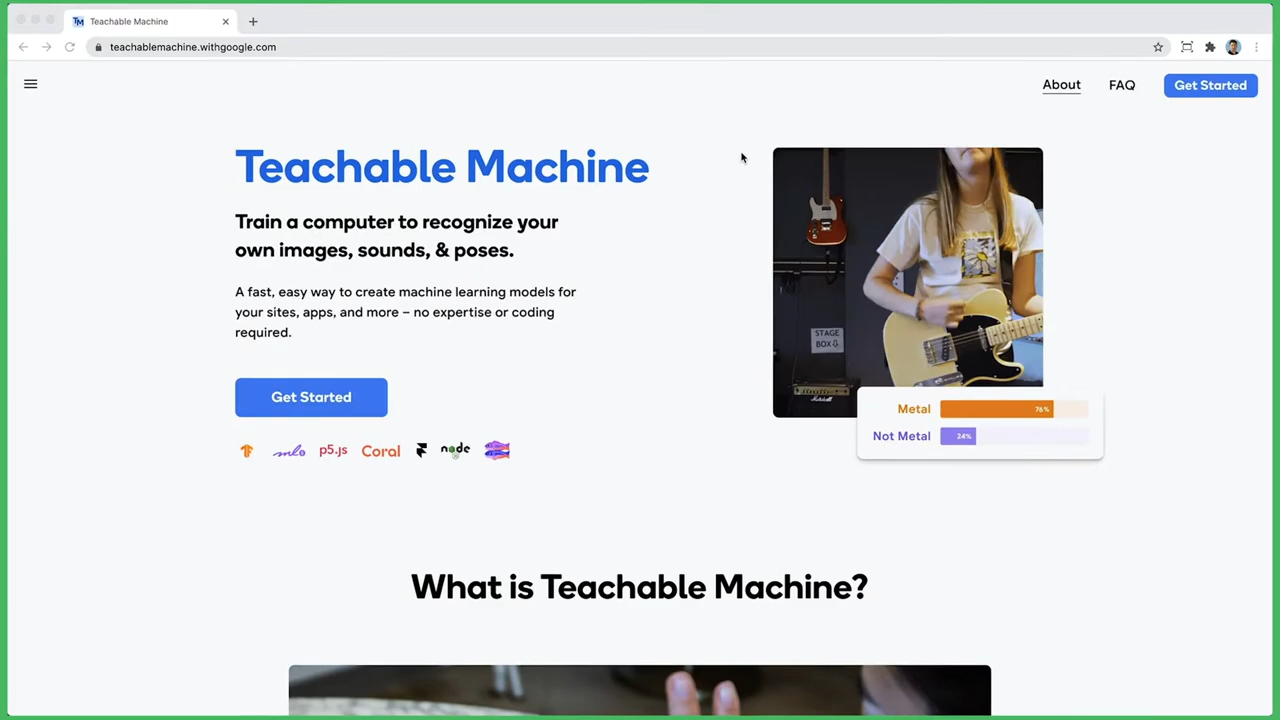 Teachable Machine
teachablemachine.withgoogle.com
About
FAQ
Get Started
Teachable Machine
Train a computer to recognize your
own images, sounds, & poses.
A fast, easy way to create machine learning models for
your sites, apps, and more – no expertise or coding
required.
Get Started
p5.js
Coral
node
STAGE
BOX
Marshall
Metal
76%
Not Metal
24%
What is Teachable Machine?